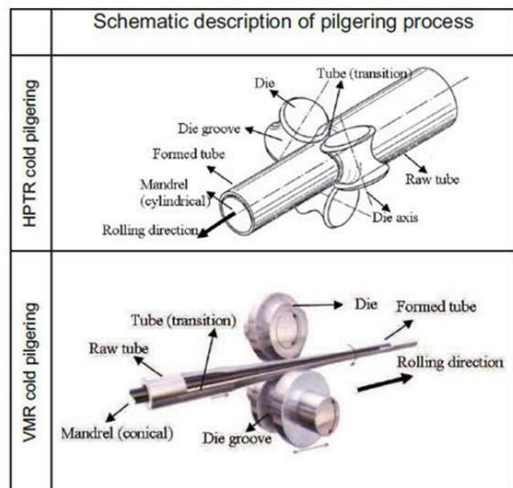 Schematic description of pilgering process
HPTR cold pilgering
Die
Tube (transition)
Die groove
Formed tube
Mandrel
(cylindrical)
Rolling direction
Raw tube
Die axis
VMR cold pilgering
Die
Formed tube
Tube (transition)
Raw tube
Rolling direction
Mandrel (conical)
Die groove